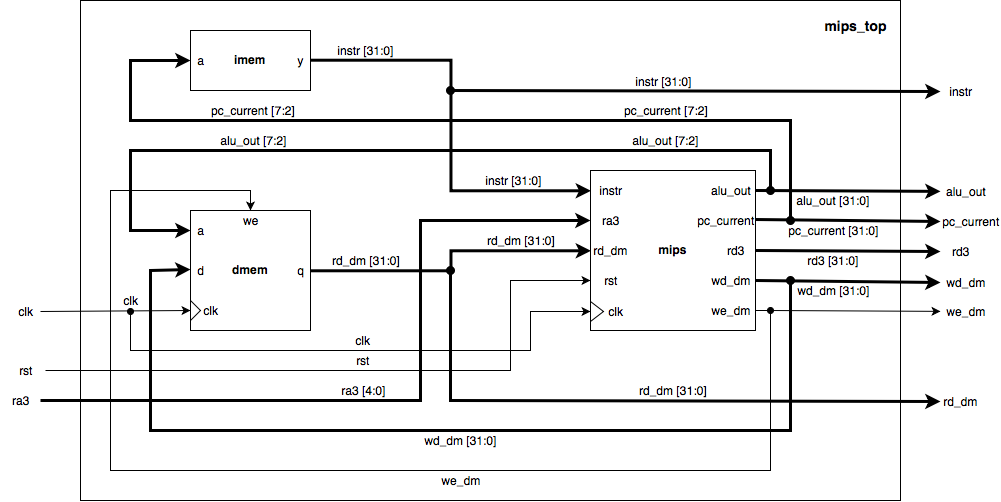 mips_top
instr [31:0]
a imem y
instr [31:0]
instr
pc_current [7:2]
pc_current [7:2]
alu_out [7:2]
alu_out [7:2]
instr [31:0]
instr
alu_out
alu_out
alu_out [31:0]
we
ra3
pc_current
pc_current
a
pc_current [31:0]
rd_dm [31:0]
rd_dm
mips
rd3
rd3
rd_dm [31:0]
rd3 [31:0]
d dmem q
rst
wd_dm
wd_dm
wd_dm [31:0]
clk
clk
clk
clk
we_dm
we_dm
clk
rst
rst
ra3
ra3 [4:0]
rd_dm [31:0]
rd_dm
wd_dm [31:0]
we_dm